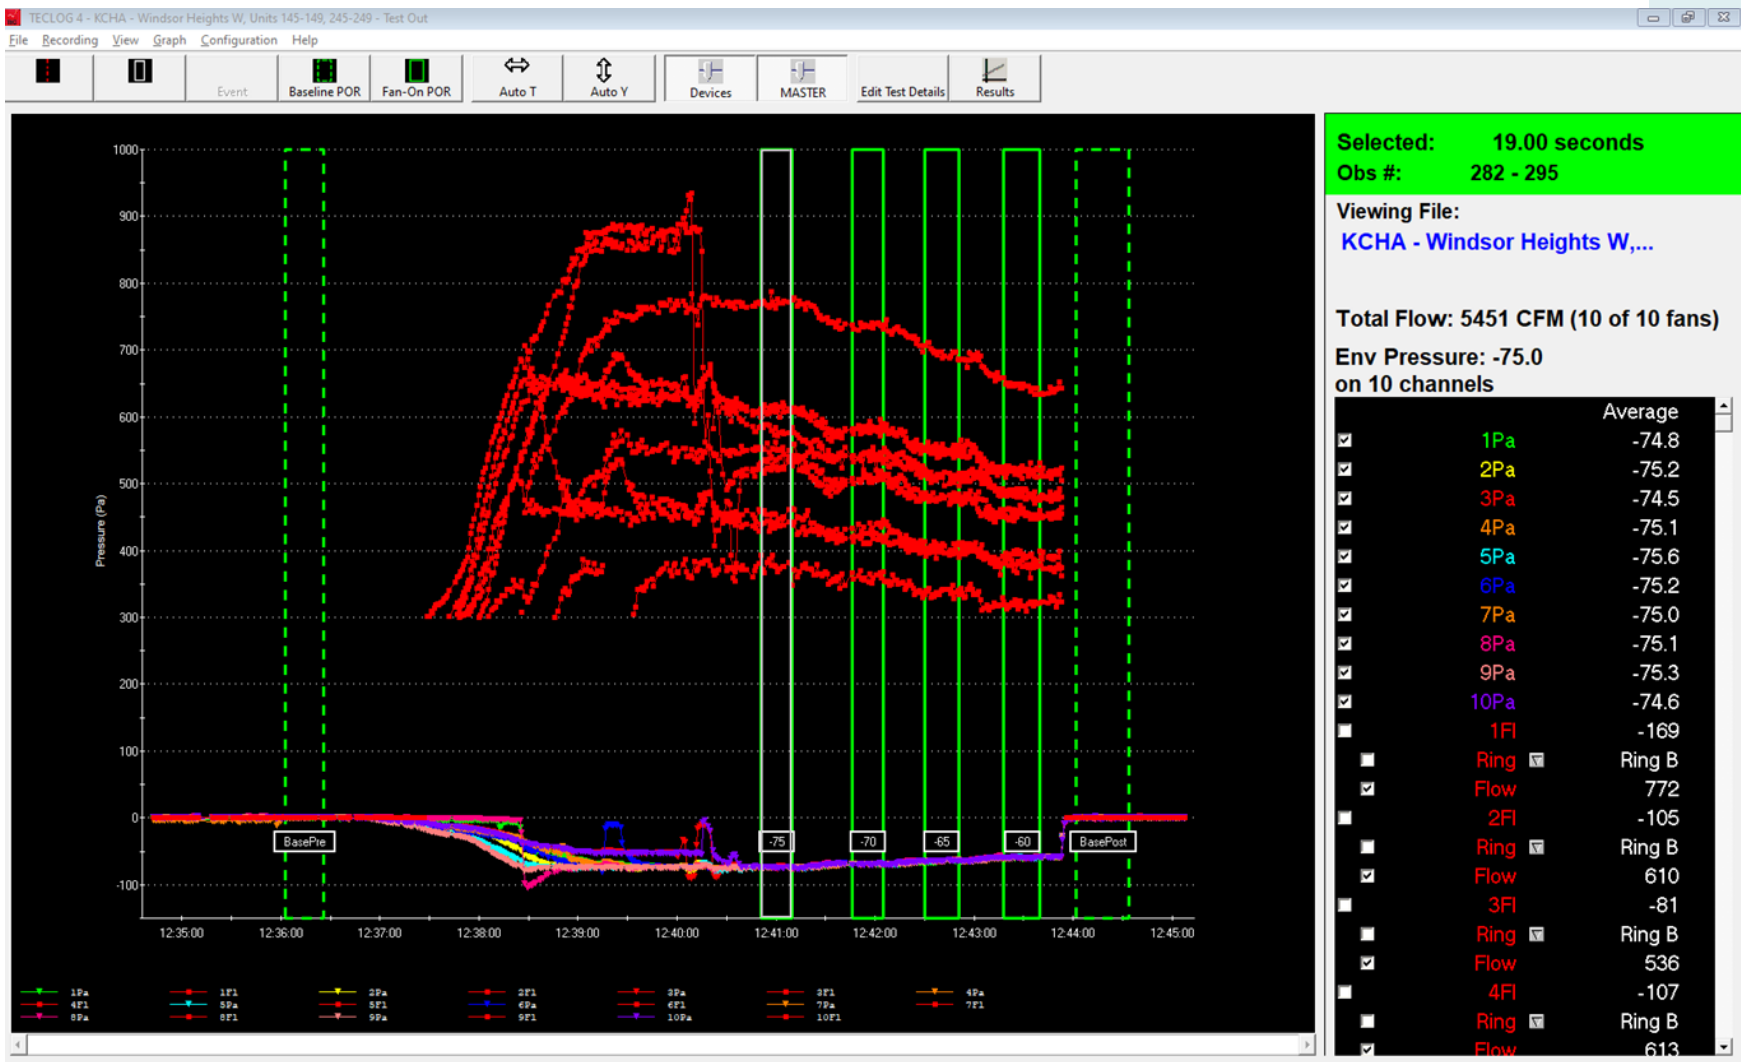 TECLOG 4 - KCHA - Windsor Heights W, Units 145-149, 245-249 - Test Out
File Recording View Graph Configuration Help
Event Baseline POR Fan-On POR Auto T Auto Y Devices MASTER Edit Test Details Results
Selected: 19.00 seconds
Obs #: 282 - 295
Viewing File:
KCHA - Windsor Heights W,...
Total Flow: 5451 CFM (10 of 10 fans)
Env Pressure: -75.0
on 10 channels
Average
1Pa -74.8
2Pa -75.2
3Pa -74.5
4Pa -75.1
5Pa -75.6
6Pa -75.2
7Pa -75.0
8Pa -75.1
9Pa -75.3
10Pa -74.6
1Fl -169
Ring Ring B
Flow 772
2Fl -105
Ring Ring B
Flow 610
3Fl -81
Ring Ring B
Flow 536
4Fl -107
Ring Ring B
Flow 613
Pressure (Pa)
1000
900
800
700
600
500
400
300
200
100
0
-100
BasePre -75 -70 -65 -60 BasePost
12:35:00 12:36:00 12:37:00 12:38:00 12:39:00 12:40:00 12:41:00 12:42:00 12:43:00 12:44:00 12:45:00
1Pa 1Fl 2Pa 2Fl 3Pa 3Fl 4Pa
4Fl 5Pa 5Fl 6Pa 6Fl 7Pa 7Fl
8Pa 8Fl 9Pa 9Fl 10Pa 10Fl